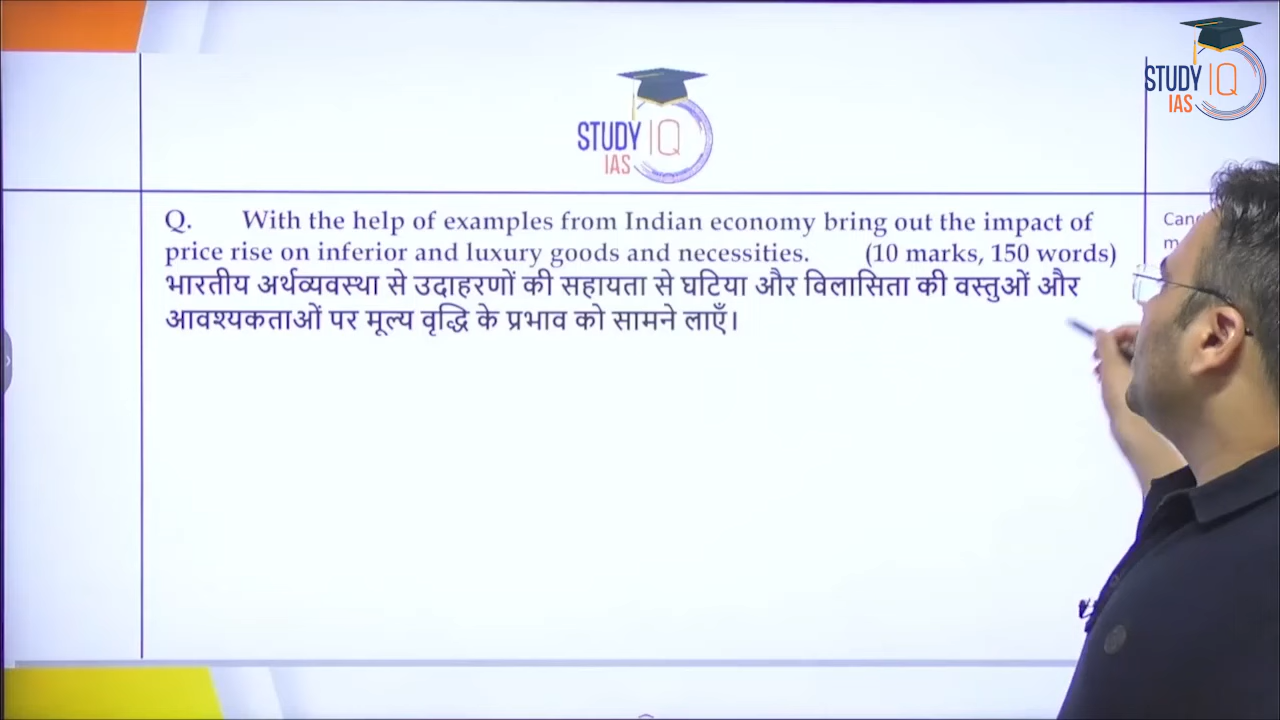 STUDY IQ
IAS
STUDY IQ
IAS
Q. With the help of examples from Indian economy bring out the impact of
price rise on inferior and luxury goods and necessities. (10 marks, 150 words)
भारतीय अर्थव्यवस्था से उदाहरणों की सहायता से घटिया और विलासिता की वस्तुओं और
आवश्यकताओं पर मूल्य वृद्धि के प्रभाव को सामने लाएँ।